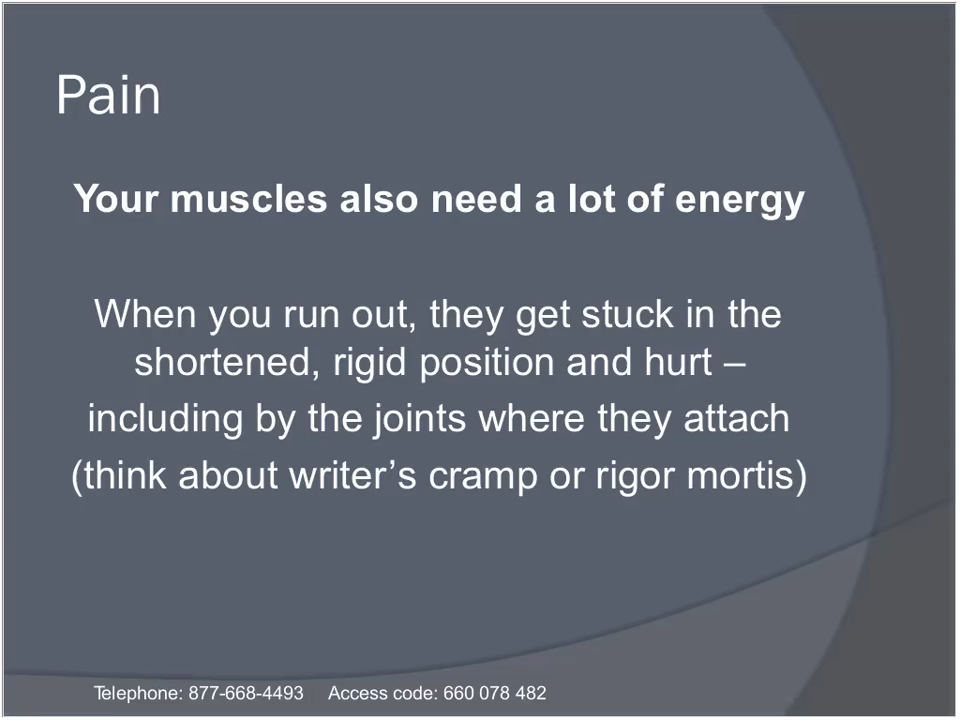 Pain
Your muscles also need a lot of energy
When you run out, they get stuck in the
shortened, rigid position and hurt –
including by the joints where they attach
(think about writer’s cramp or rigor mortis)
Telephone: 877-668-4493 Access code: 660 078 482